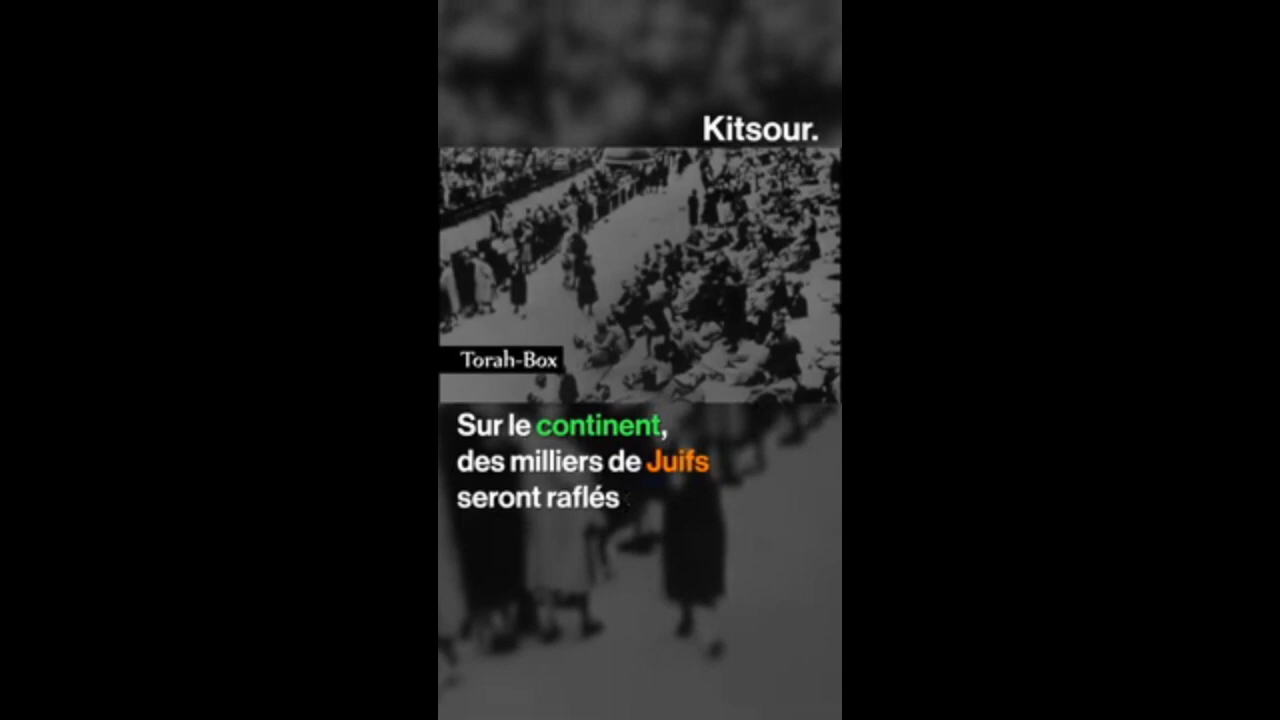 Kitsour.
Torah-Box
Sur le continent,
des milliers de Juifs
seront raflés